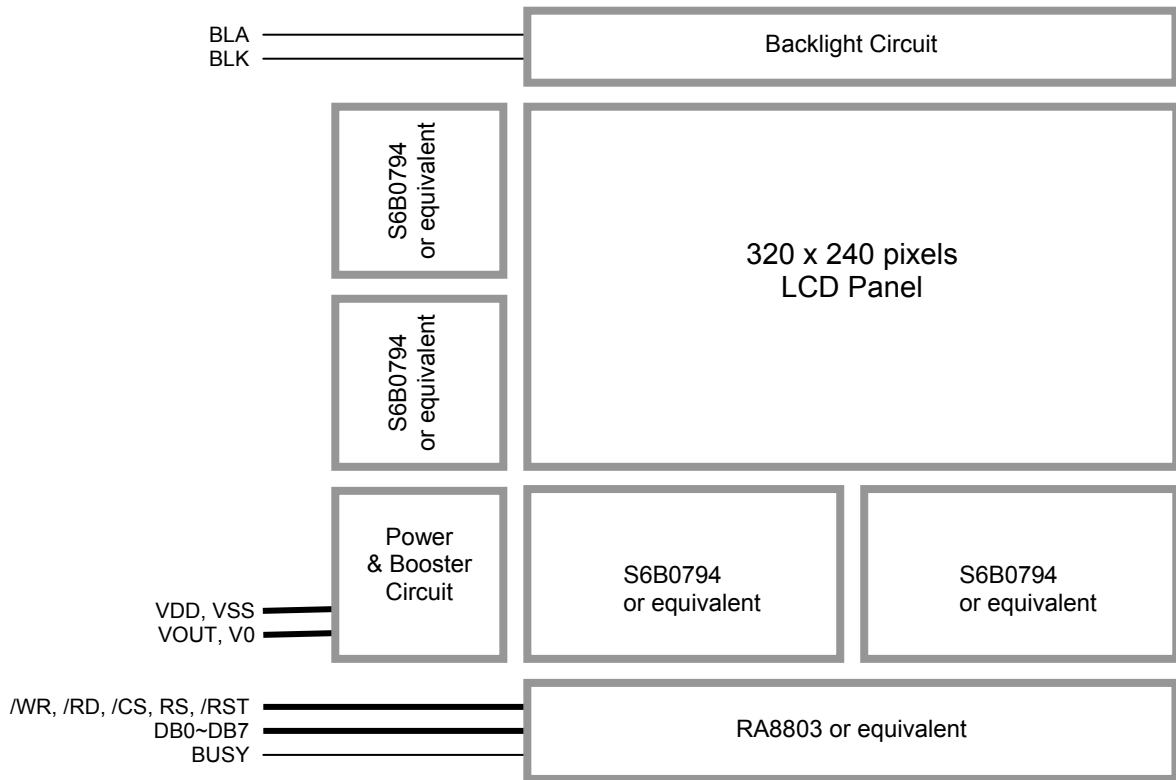 BLA
BLK
Backlight Circuit
S6B0794
or equivalent
320 x 240 pixels
LCD Panel
S6B0794
or equivalent
Power
& Booster
Circuit
S6B0794
or equivalent
S6B0794
or equivalent
VDD, VSS
VOUT, V0
/WR, /RD, /CS, RS, /RST
DB0~DB7
BUSY
RA8803 or equivalent